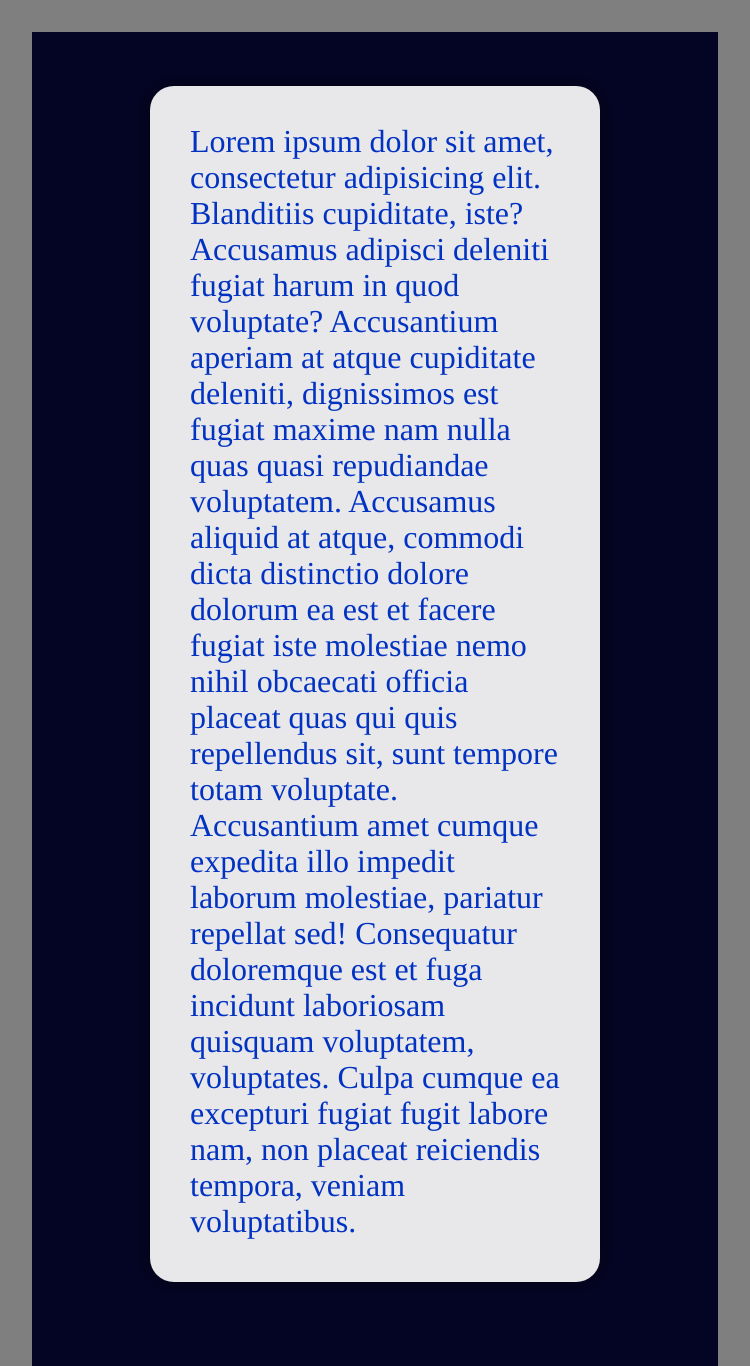 Lorem ipsum dolor sit amet,
consectetur adipisicing elit.
Blanditiis cupiditate, iste?
Accusamus adipisci deleniti
fugiat harum in quod
voluptate? Accusantium
aperiam at atque cupiditate
deleniti, dignissimos est
fugiat maxime nam nulla
quas quasi repudiandae
voluptatem. Accusamus
aliquid at atque, commodi
dicta distinctio dolore
dolorum ea est et facere
fugiat iste molestiae nemo
nihil obcaecati officia
placeat quas qui quis
repellendus sit, sunt tempore
totam voluptate.
Accusantium amet cumque
expedita illo impedit
laborum molestiae, pariatur
repellat sed! Consequatur
doloremque est et fuga
incidunt laboriosam
quisquam voluptatem,
voluptates. Culpa cumque ea
excepturi fugiat fugit labore
nam, non placeat reiciendis
tempora, veniam
voluptatibus.